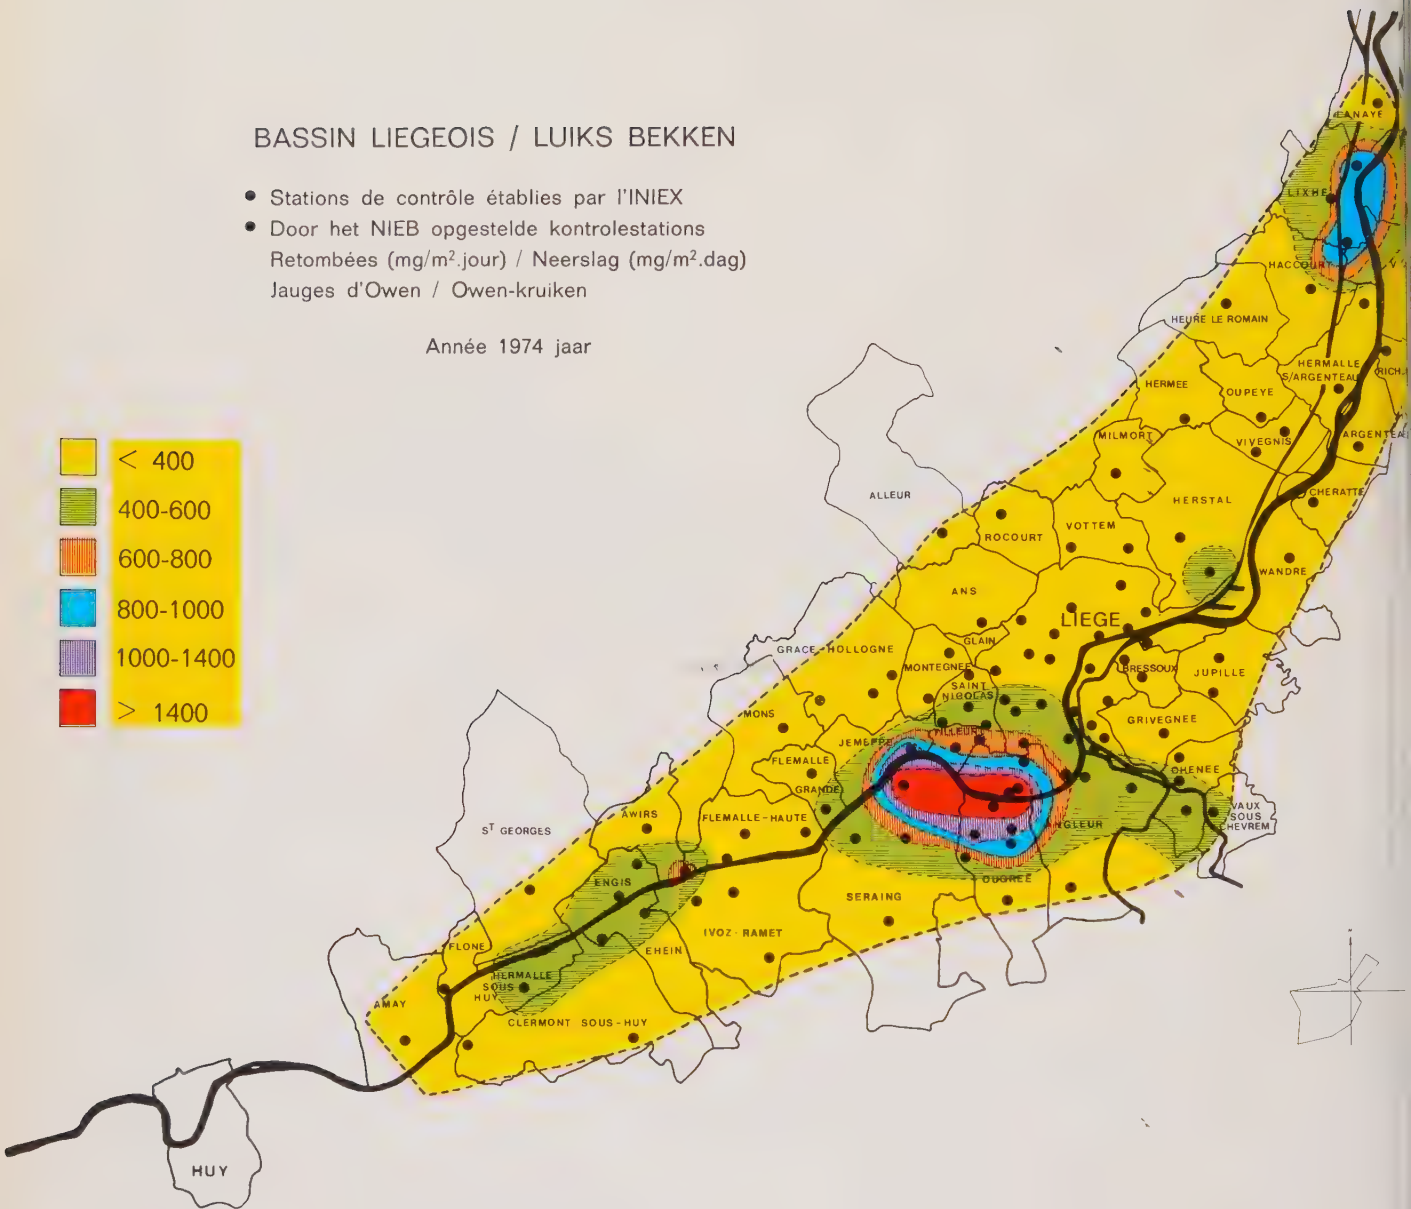 BASSIN LIEGEOIS / LUIKS BEKKEN
● Stations de contrôle établies par l'INIEX
● Door het NIEB opgestelde kontrolestations
Retombées (mg/m².jour) / Neerslag (mg/m².dag)
Jauges d'Owen / Owen-kruiken
Année 1974 jaar
< 400
400-600
600-800
800-1000
1000-1400
> 1400
LANAYE
LIXHE
HACCOURT
HEURE LE ROMAIN
HERMALLE
S/ARGENTEAU
RICH
HERMEE
OUPEYE
MILMORT
VIVEGNIS
ARGENTEA
ALLEUR
HERSTAL
CHERATTE
ROCOURT
VOTTEM
WANDRE
ANS
LIEGE
GLAIN
GRACE-HOLLOGNE
MONTEGNEE
BRESSOUX
JUPILLE
SAINT
NICOLAS
MONS
GRIVEGNEE
TILLEUR
JEMEPPE
FLEMALLE
GRANDE
CHENEE
AWIRS
FLEMALLE-HAUTE
ST GEORGES
ANGLEUR
VAUX
SOUS
CHEVREM
ENGIS
OUGREE
SERAING
IVOZ-RAMET
FLONE
EHEIN
HERMALLE
SOUS
HUY
AMAY
CLERMONT SOUS-HUY
HUY